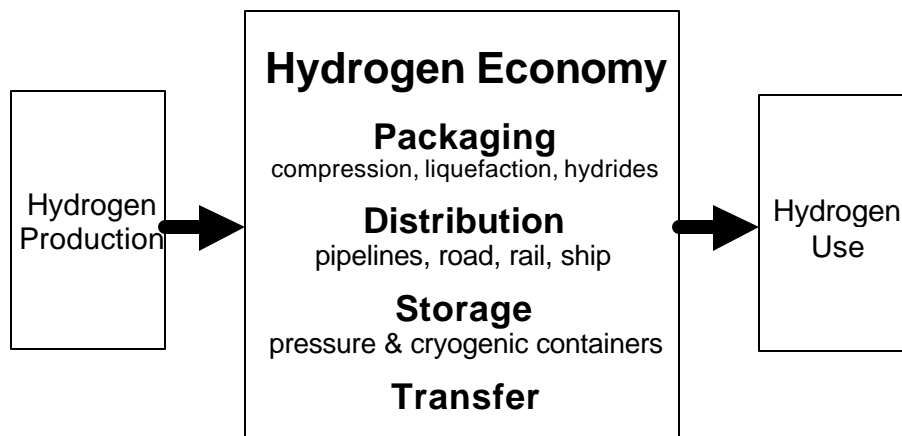 Hydrogen Economy
Packaging
compression, liquefaction, hydrides
Distribution
pipelines, road, rail, ship
Storage
pressure & cryogenic containers
Transfer
Hydrogen
Production
Hydrogen
Use